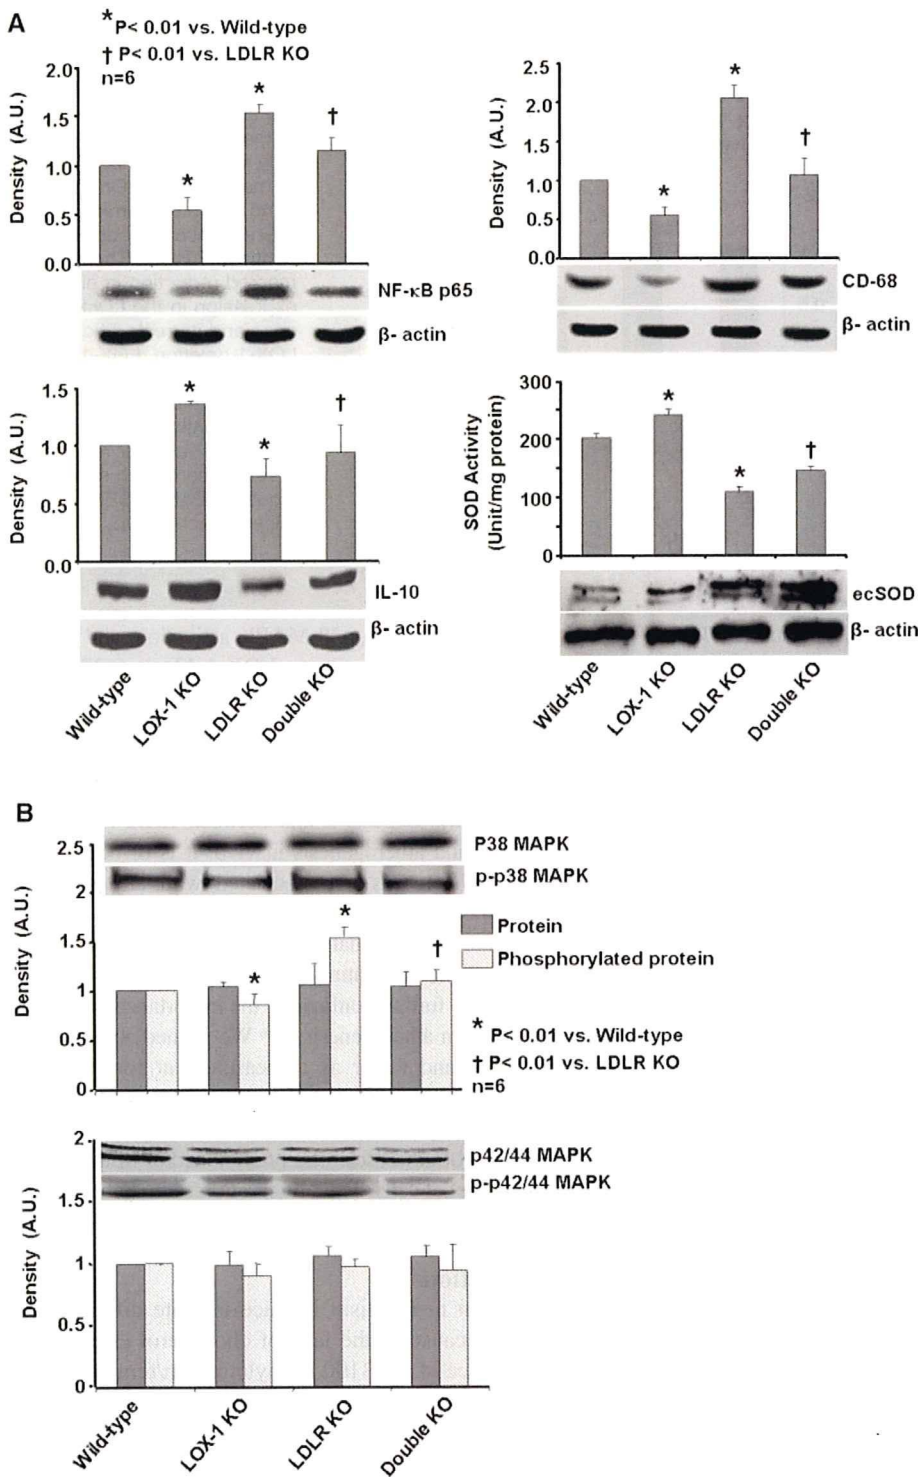 A
* P< 0.01 vs. Wild-type
† P< 0.01 vs. LDLR KO
n=6
Density (A.U.)
2.0
1.5
1.0
0.5
0.0
*
*
†
NF-κB p65
β- actin
Density (A.U.)
2.5
2.0
1.5
1.0
0.5
0.0
*
*
†
CD-68
β- actin
Density (A.U.)
1.5
1.0
0.5
0.0
*
*
†
IL-10
β- actin
Wild-type
LOX-1 KO
LDLR KO
Double KO
SOD Activity
(Unit/mg protein)
300
200
100
0
*
*
†
ecSOD
β- actin
Wild-type
LOX-1 KO
LDLR KO
Double KO
B
P38 MAPK
p-p38 MAPK
Density (A.U.)
2.5
2
1.5
1
0.5
0
*
*
†
Protein
Phosphorylated protein
* P< 0.01 vs. Wild-type
† P< 0.01 vs. LDLR KO
n=6
p42/44 MAPK
p-p42/44 MAPK
Density (A.U.)
2
1.5
1
0.5
0
Wild-type
LOX-1 KO
LDLR KO
Double KO